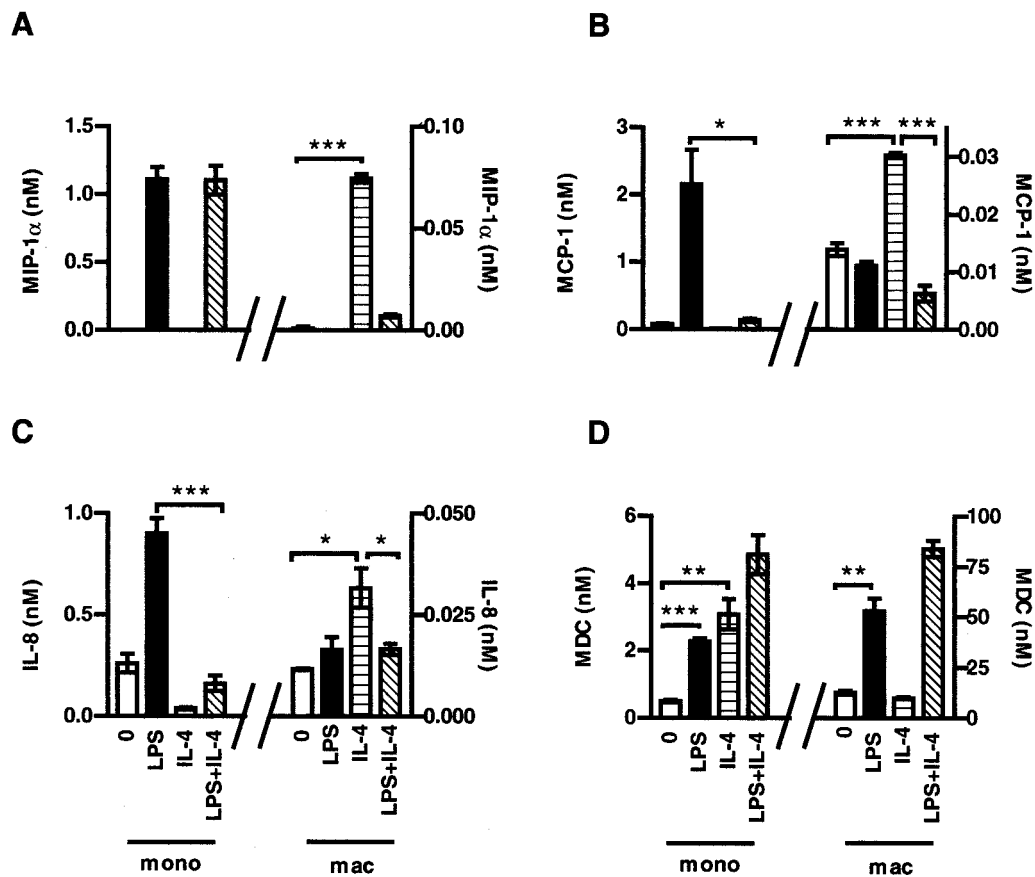 A
B
1.5
1.0
0.5
0.0
MIP-1α (nM)
***
0.10
0.05
0.00
MIP-1α (nM)
3
2
1
0
MCP-1 (nM)
*
***
***
0.03
0.02
0.01
0.00
MCP-1 (nM)
C
D
1.0
0.5
0.0
IL-8 (nM)
***
*
*
0.050
0.025
0.000
IL-8 (nM)
0
LPS
IL-4
LPS+IL-4
0
LPS
IL-4
LPS+IL-4
mono
mac
6
4
2
0
MDC (nM)
**
***
**
100
75
50
25
0
MDC (nM)
0
LPS
IL-4
LPS+IL-4
0
LPS
IL-4
LPS+IL-4
mono
mac